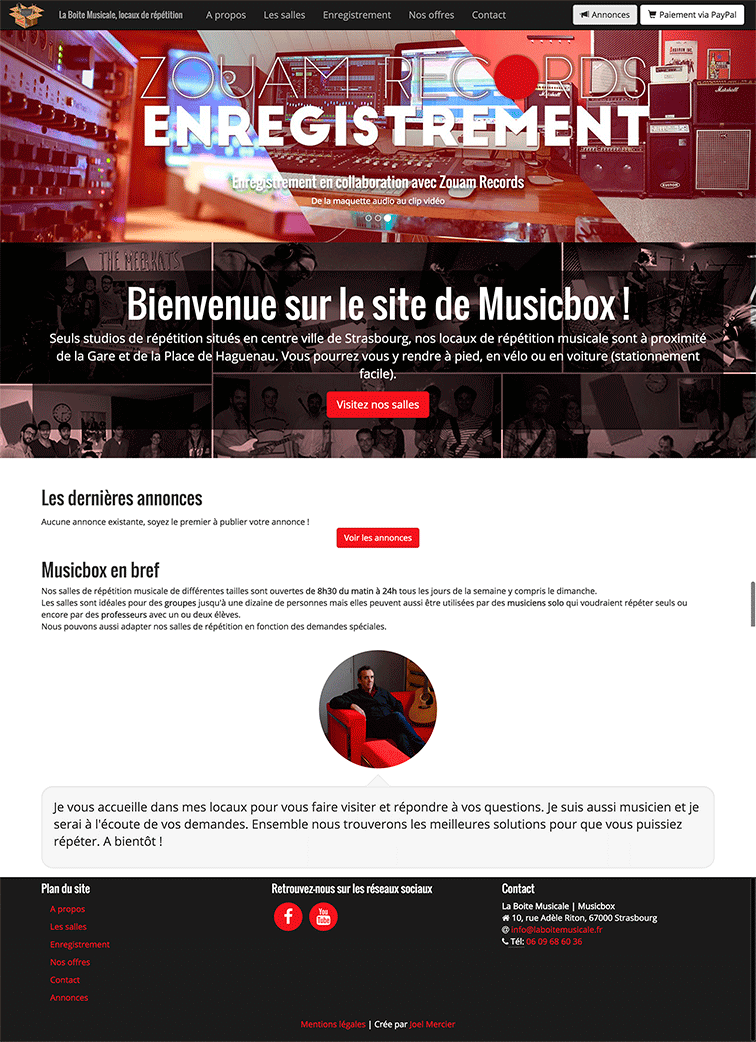 La Boite Musicale, locaux de répétition
A propos
Les salles
Enregistrement
Nos offres
Contact
Annonces
Paiement via PayPal
ZOUAM RECORDS
ENREGISTREMENT
Enregistrement en collaboration avec Zouam Records
De la maquette audio au clip vidéo
Marshall
THE MEERKATS
Bienvenue sur le site de Musicbox !
Seuls studios de répétition situés en centre ville de Strasbourg, nos locaux de répétition musicale sont à proximité
de la Gare et de la Place de Haguenau. Vous pourrez vous y rendre à pied, en vélo ou en voiture (stationnement
facile).
Visitez nos salles
Les dernières annonces
Aucune annonce existante, soyez le premier à publier votre annonce !
Voir les annonces
Musicbox en bref
Nos salles de répétition musicale de différentes tailles sont ouvertes de 8h30 du matin à 24h tous les jours de la semaine y compris le dimanche.
Les salles sont idéales pour des groupes jusqu'à une dizaine de personnes mais elles peuvent aussi être utilisées par des musiciens solo qui voudraient répéter seuls ou
encore par des professeurs avec un ou deux élèves.
Nous pouvons aussi adapter nos salles de répétition en fonction des demandes spéciales.
Je vous accueille dans mes locaux pour vous faire visiter et répondre à vos questions. Je suis aussi musicien et je
serai à l'écoute de vos demandes. Ensemble nous trouverons les meilleures solutions pour que vous puissiez
répéter. A bientôt !
Plan du site
A propos
Les salles
Enregistrement
Nos offres
Contact
Annonces
Retrouvez-nous sur les réseaux sociaux
You
Tube
Contact
La Boite Musicale | Musicbox
10, rue Adèle Riton, 67000 Strasbourg
@ info@laboitemusicale.fr
Tél: 06 09 68 60 36
Mentions légales | Crée par Joel Mercier